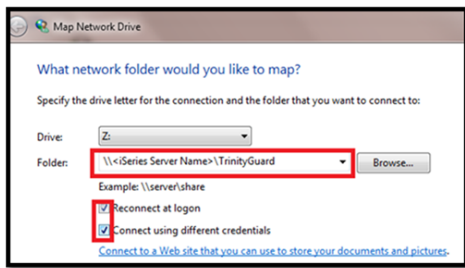 Map Network Drive
What network folder would you like to map?
Specify the drive letter for the connection and the folder that you want to connect to:
Drive: Z:
Folder: \\<iSeries Server Name>\TrinityGuard Browse...
Example: \\server\share
Reconnect at logon
Connect using different credentials
Connect to a Web site that you can use to store your documents and pictures.